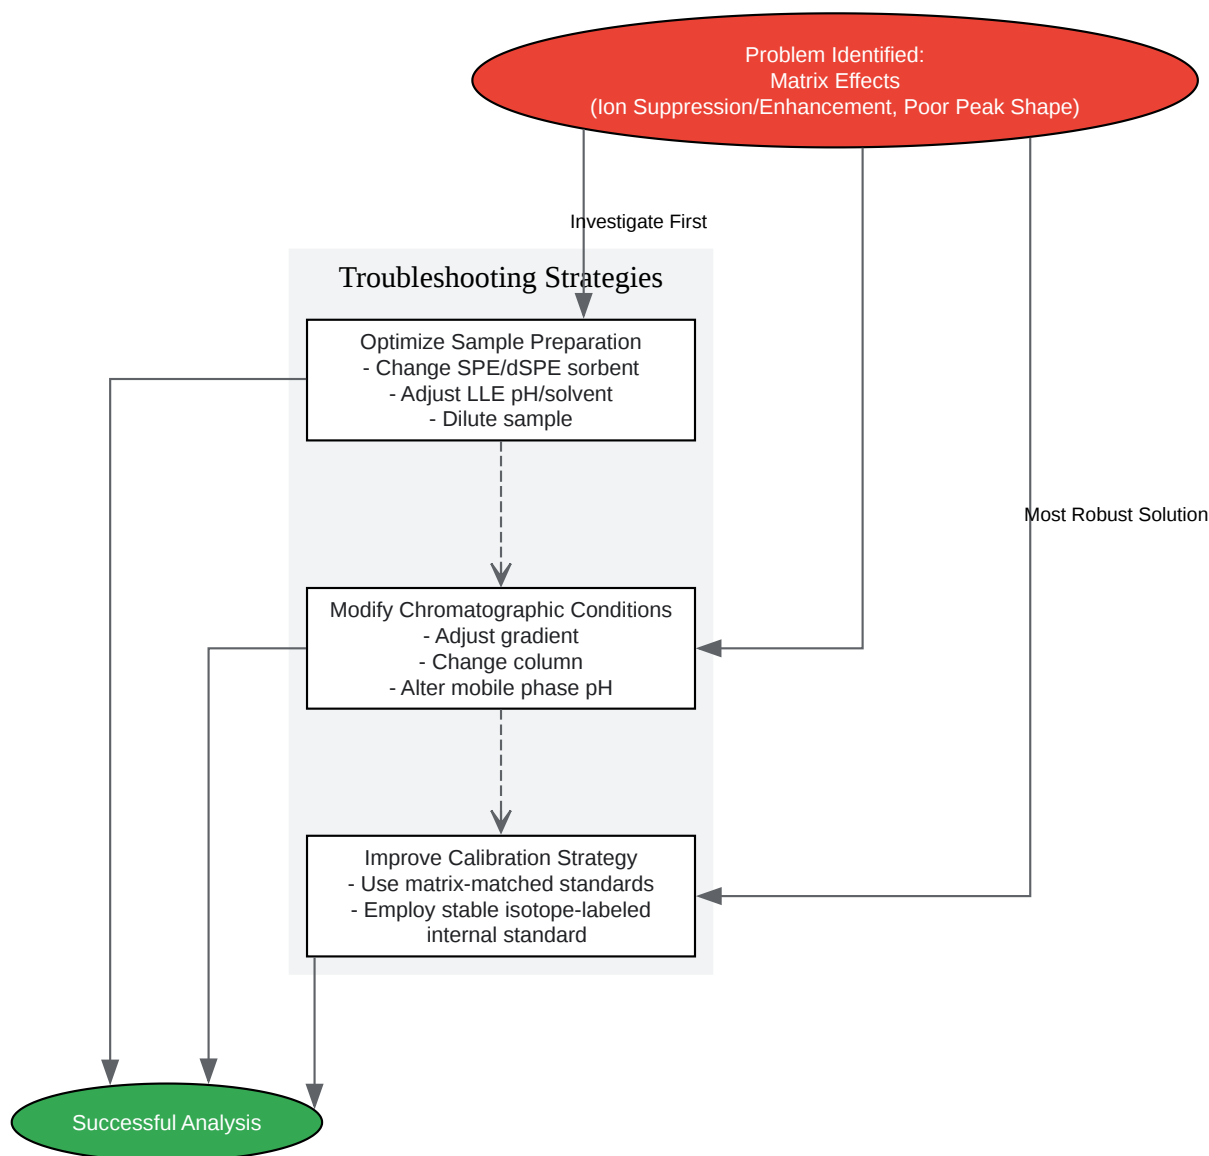 Problem Identified:
Matrix Effects
(Ion Suppression/Enhancement, Poor Peak Shape)
Investigate First
Troubleshooting Strategies
Optimize Sample Preparation
- Change SPE/dSPE sorbent
- Adjust LLE pH/solvent
- Dilute sample
Most Robust Solution
Modify Chromatographic Conditions
- Adjust gradient
- Change column
- Alter mobile phase pH
Improve Calibration Strategy
- Use matrix-matched standards
- Employ stable isotope-labeled
internal standard
Successful Analysis